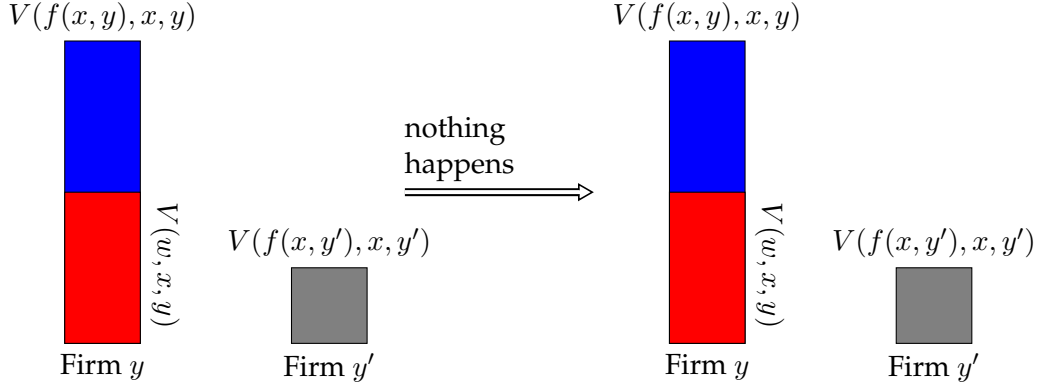 V(f(x, y), x, y)
V(w, x, y)
Firm y
V(f(x, y′), x, y′)
Firm y′
nothing
happens
V(f(x, y), x, y)
V(w, x, y)
Firm y
V(f(x, y′), x, y′)
Firm y′